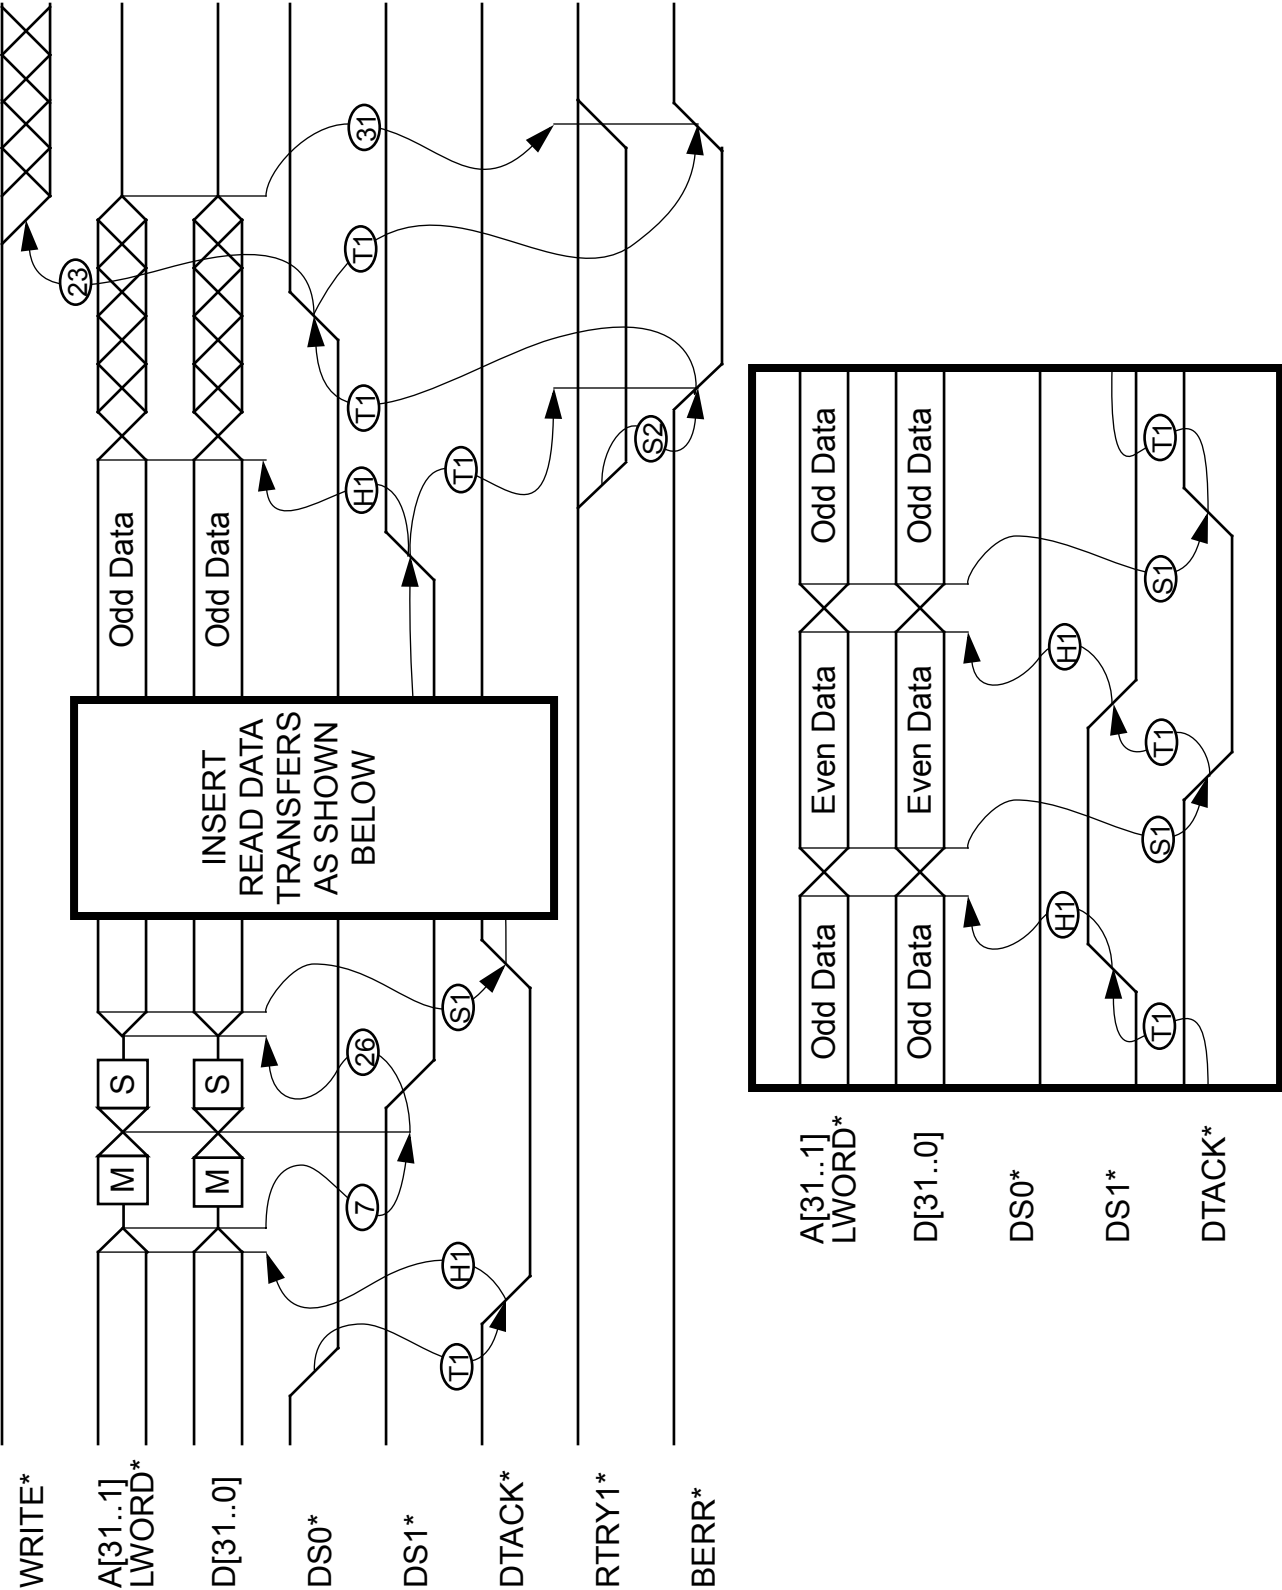 WRITE*
23
A[31..1]
LWORD*
M
S
Odd Data
D[31..0]
M
S
Odd Data
INSERT
READ DATA
TRANSFERS
AS SHOWN
BELOW
DS0*
7
26
H1
T1
T1
31
DS1*
T1
H1
S1
T1
DTACK*
RTRY1*
S2
BERR*
A[31..1]
LWORD*
Odd Data
Even Data
Odd Data
D[31..0]
Odd Data
Even Data
Odd Data
DS0*
H1
H1
DS1*
T1
S1
T1
S1
T1
DTACK*